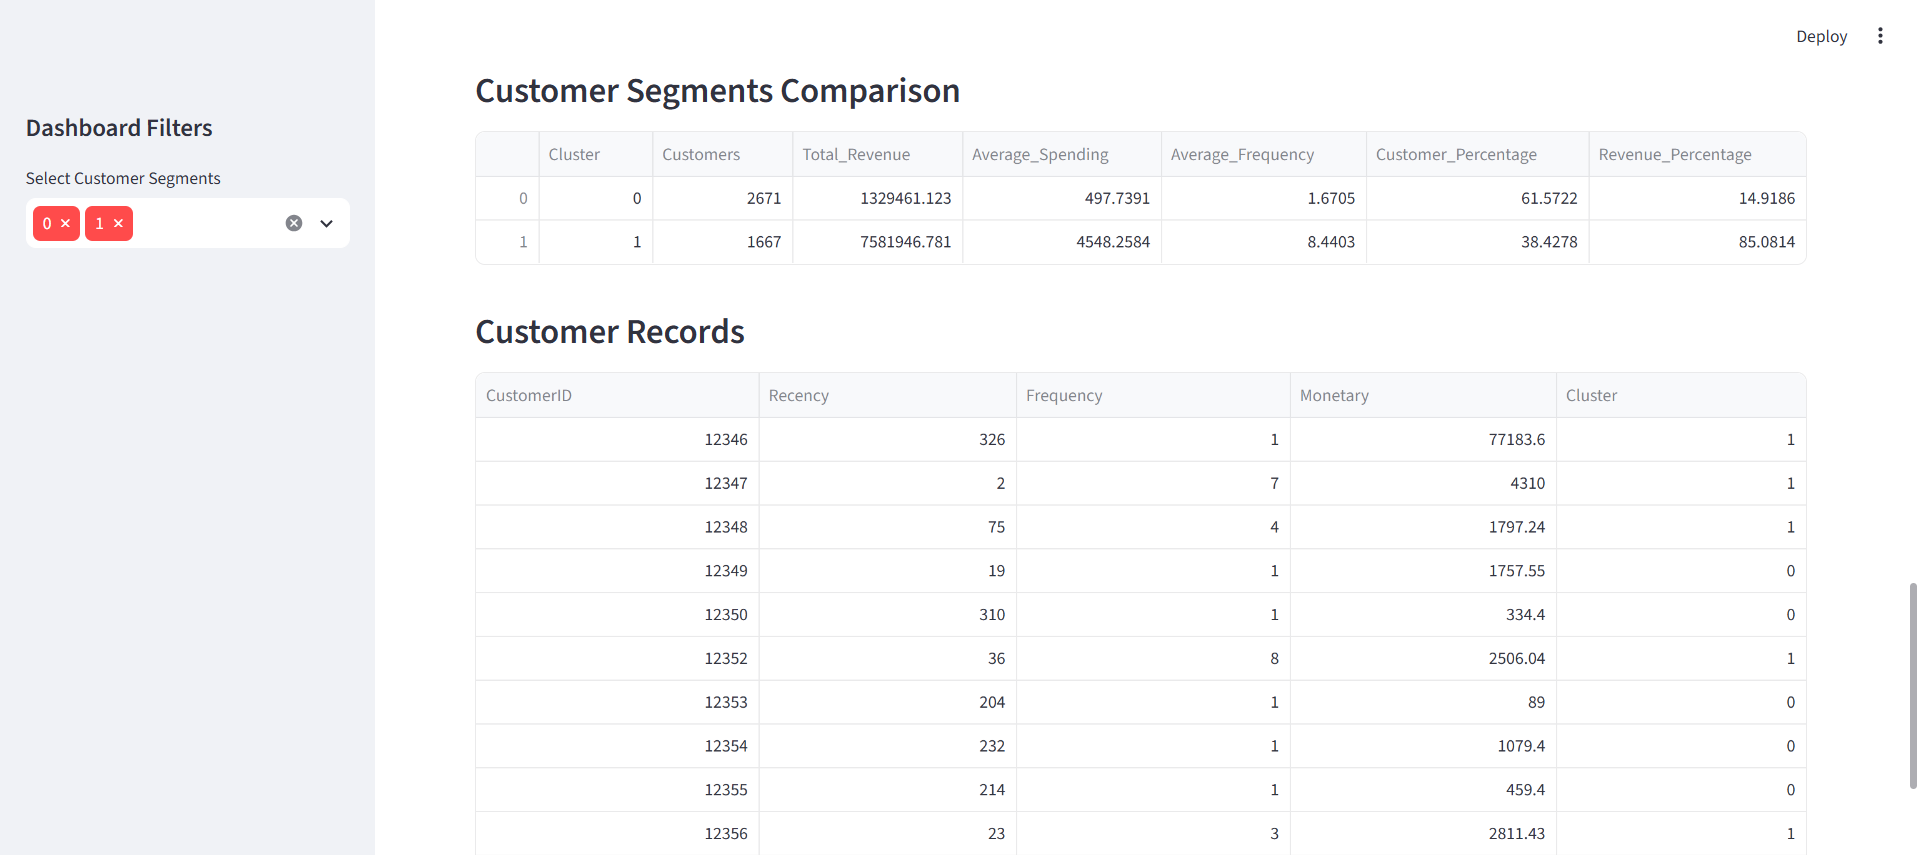 Deploy
Dashboard Filters
Select Customer Segments
0 1
Customer Segments Comparison
Cluster Customers Total_Revenue Average_Spending Average_Frequency Customer_Percentage Revenue_Percentage
0 0 2671 1329461.123 497.7391 1.6705 61.5722 14.9186
1 1 1667 7581946.781 4548.2584 8.4403 38.4278 85.0814
Customer Records
CustomerID Recency Frequency Monetary Cluster
12346 326 1 77183.6 1
12347 2 7 4310 1
12348 75 4 1797.24 1
12349 19 1 1757.55 0
12350 310 1 334.4 0
12352 36 8 2506.04 1
12353 204 1 89 0
12354 232 1 1079.4 0
12355 214 1 459.4 0
12356 23 3 2811.43 1